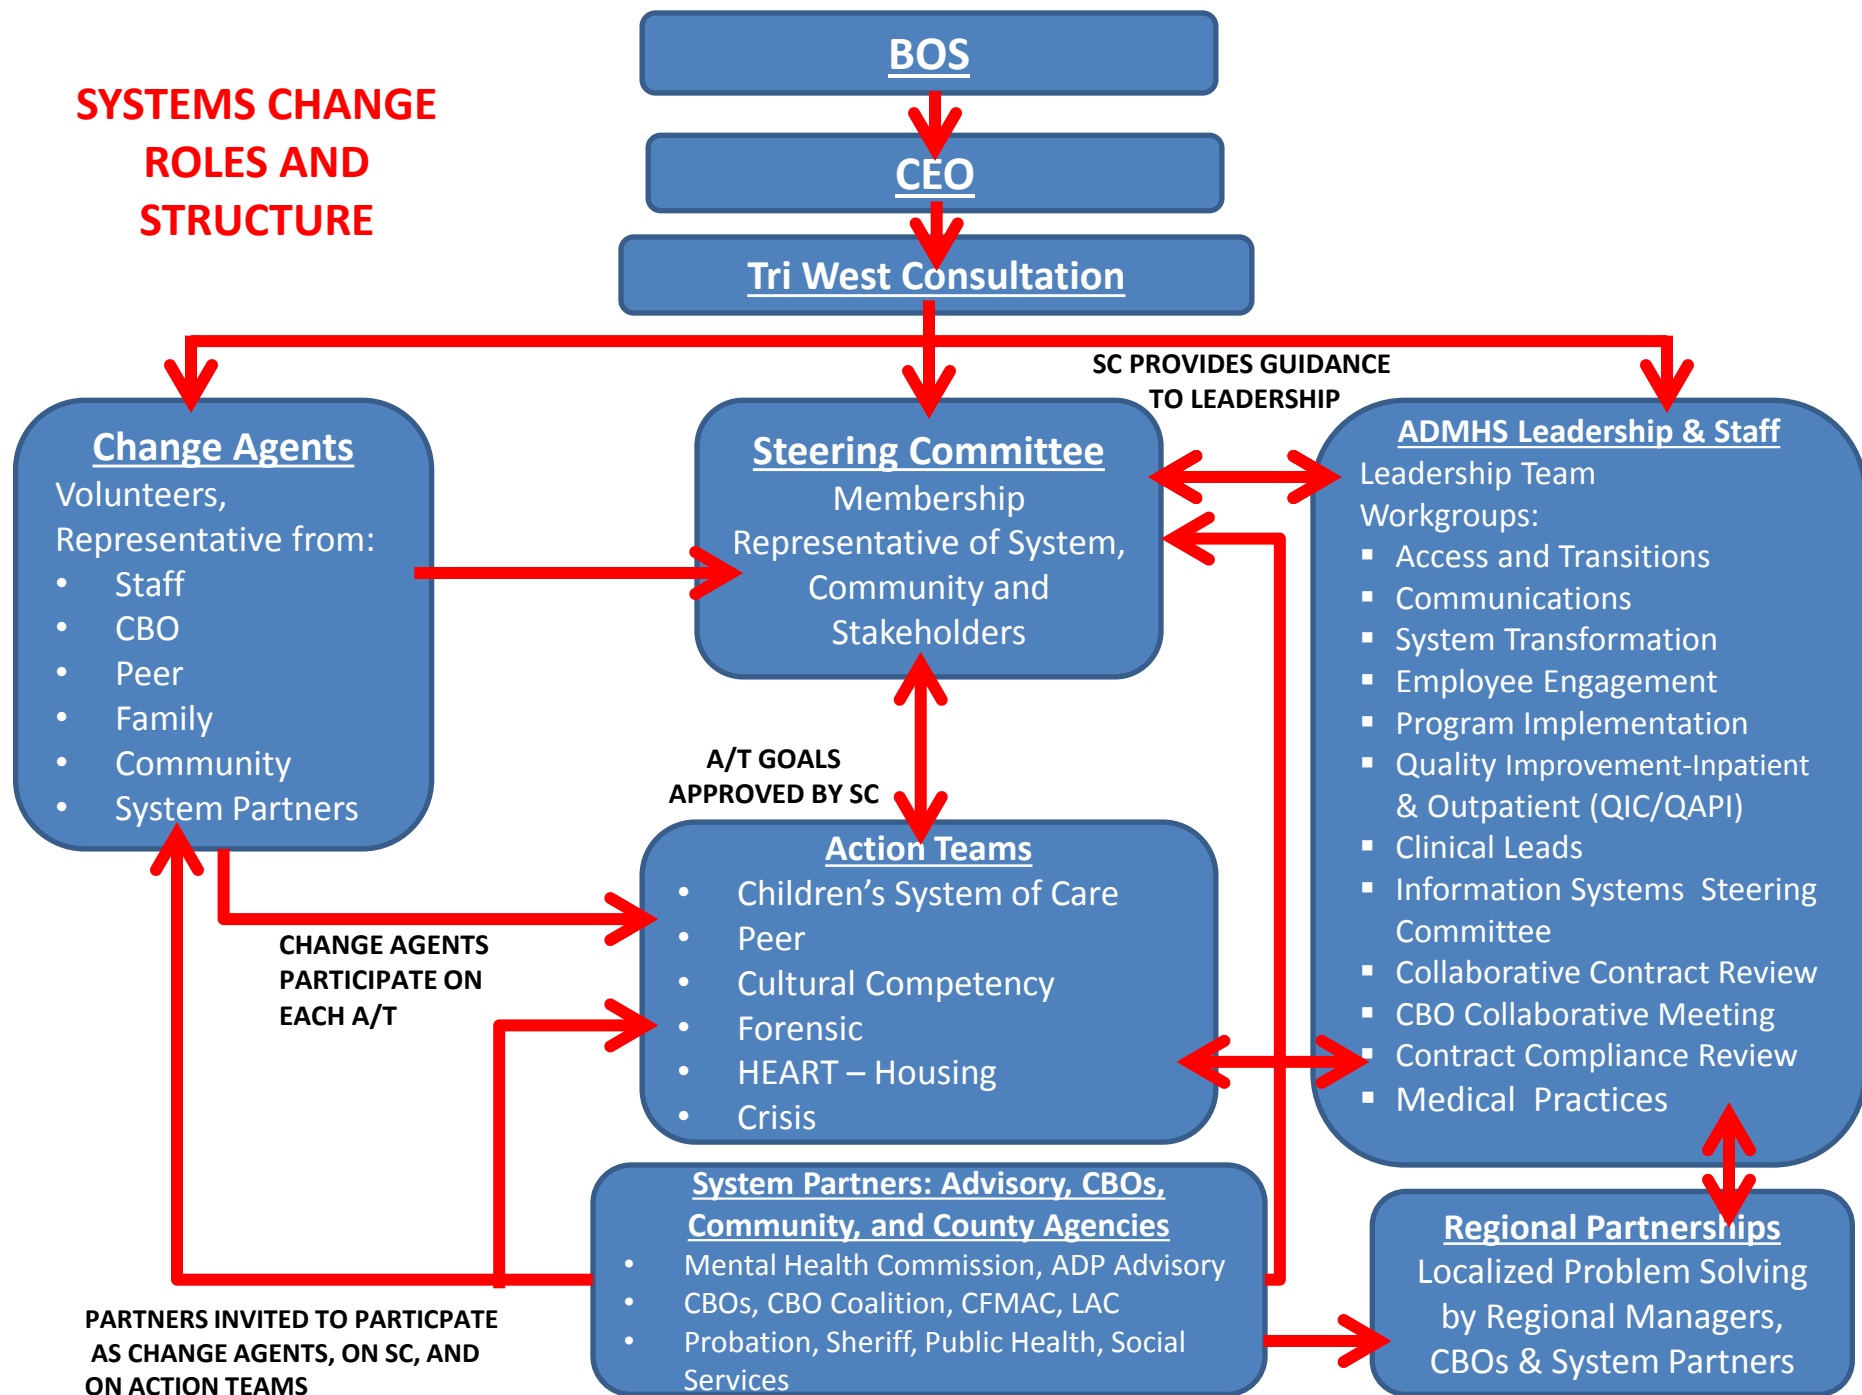 SYSTEMS CHANGE
ROLES AND
STRUCTURE
BOS
CEO
Tri West Consultation
SC PROVIDES GUIDANCE
TO LEADERSHIP
Change Agents
Volunteers,
Representative from:
• Staff
• CBO
• Peer
• Family
• Community
• System Partners
Steering Committee
Membership
Representative of System,
Community and
Stakeholders
ADMHS Leadership & Staff
Leadership Team
Workgroups:
▪ Access and Transitions
▪ Communications
▪ System Transformation
▪ Employee Engagement
▪ Program Implementation
▪ Quality Improvement-Inpatient
& Outpatient (QIC/QAPI)
▪ Clinical Leads
▪ Information Systems Steering
Committee
▪ Collaborative Contract Review
▪ CBO Collaborative Meeting
▪ Contract Compliance Review
▪ Medical Practices
A/T GOALS
APPROVED BY SC
Action Teams
• Children's System of Care
• Peer
• Cultural Competency
• Forensic
• HEART – Housing
• Crisis
CHANGE AGENTS
PARTICIPATE ON
EACH A/T
System Partners: Advisory, CBOs,
Community, and County Agencies
• Mental Health Commission, ADP Advisory
• CBOs, CBO Coalition, CFMAC, LAC
• Probation, Sheriff, Public Health, Social
Services
Regional Partnerships
Localized Problem Solving
by Regional Managers,
CBOs & System Partners
PARTNERS INVITED TO PARTICPATE
AS CHANGE AGENTS, ON SC, AND
ON ACTION TEAMS